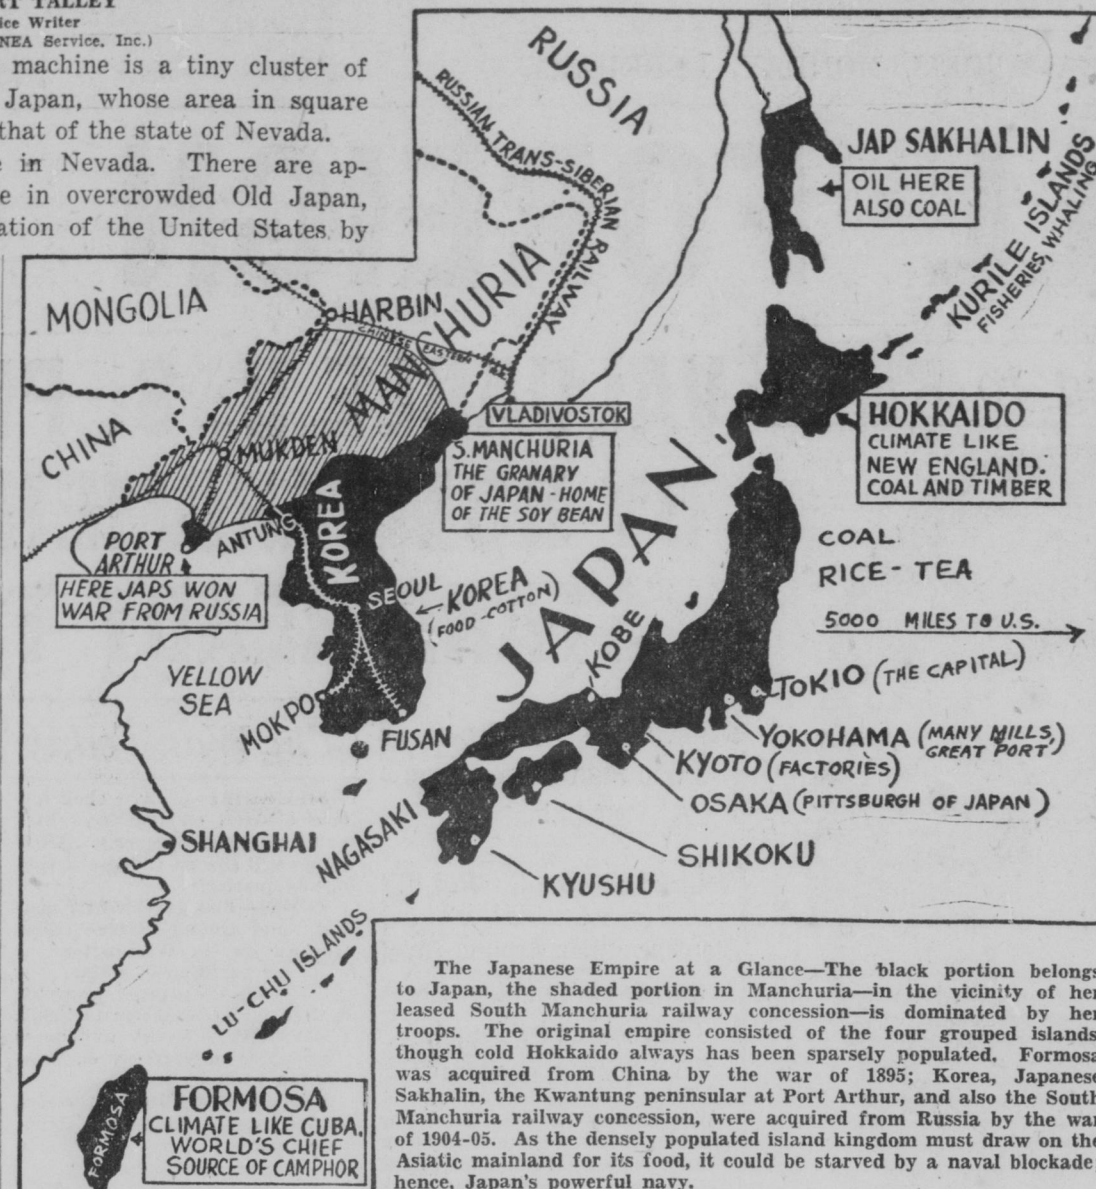 RT TALLEY
ice Writer
NEA Service, Inc.)
machine is a tiny cluster of
Japan, whose area in square
that of the state of Nevada.
e in Nevada. There are ap-
e in overcrowded Old Japan,
ation of the United States by
RUSSIA
RUSSIAN TRANS-SIBERIAN RAILWAY
JAP SAKHALIN
OIL HERE
ALSO COAL
KURILE ISLANDS
FISHERIES, WHALING
MONGOLIA
HARBIN
MANCHURIA
CHINESE EASTERN
CHINA
MUKDEN
VLADIVOSTOK
S. MANCHURIA
THE GRANARY
OF JAPAN - HOME
OF THE SOY BEAN
HOKKAIDO
CLIMATE LIKE
NEW ENGLAND.
COAL AND TIMBER
PORT
ARTHUR
ANTUNG
KOREA
HERE JAPS WON
WAR FROM RUSSIA
SEOUL
KOREA
(FOOD-COTTON)
JAPAN
COAL
RICE - TEA
5000 MILES TO U.S.
YELLOW
SEA
MOKPO
FUSAN
KOBE
TOKIO (THE CAPITAL)
YOKOHAMA (MANY MILLS,
GREAT PORT)
KYOTO (FACTORIES)
OSAKA (PITTSBURGH OF JAPAN)
SHANGHAI
NAGASAKI
SHIKOKU
KYUSHU
LU-CHU ISLANDS
FORMOSA
FORMOSA
CLIMATE LIKE CUBA.
WORLD'S CHIEF
SOURCE OF CAMPHOR
The Japanese Empire at a Glance—The black portion belongs
to Japan, the shaded portion in Manchuria—in the vicinity of her
leased South Manchuria railway concession—is dominated by her
troops. The original empire consisted of the four grouped islands
though cold Hokkaido always has been sparsely populated. Formosa
was acquired from China by the war of 1895; Korea, Japanese
Sakhalin, the Kwantung peninsular at Port Arthur, and also the South
Manchuria railway concession, were acquired from Russia by the war
of 1904-05. As the densely populated island kingdom must draw on the
Asiatic mainland for its food, it could be starved by a naval blockade
hence, Japan's powerful navy.